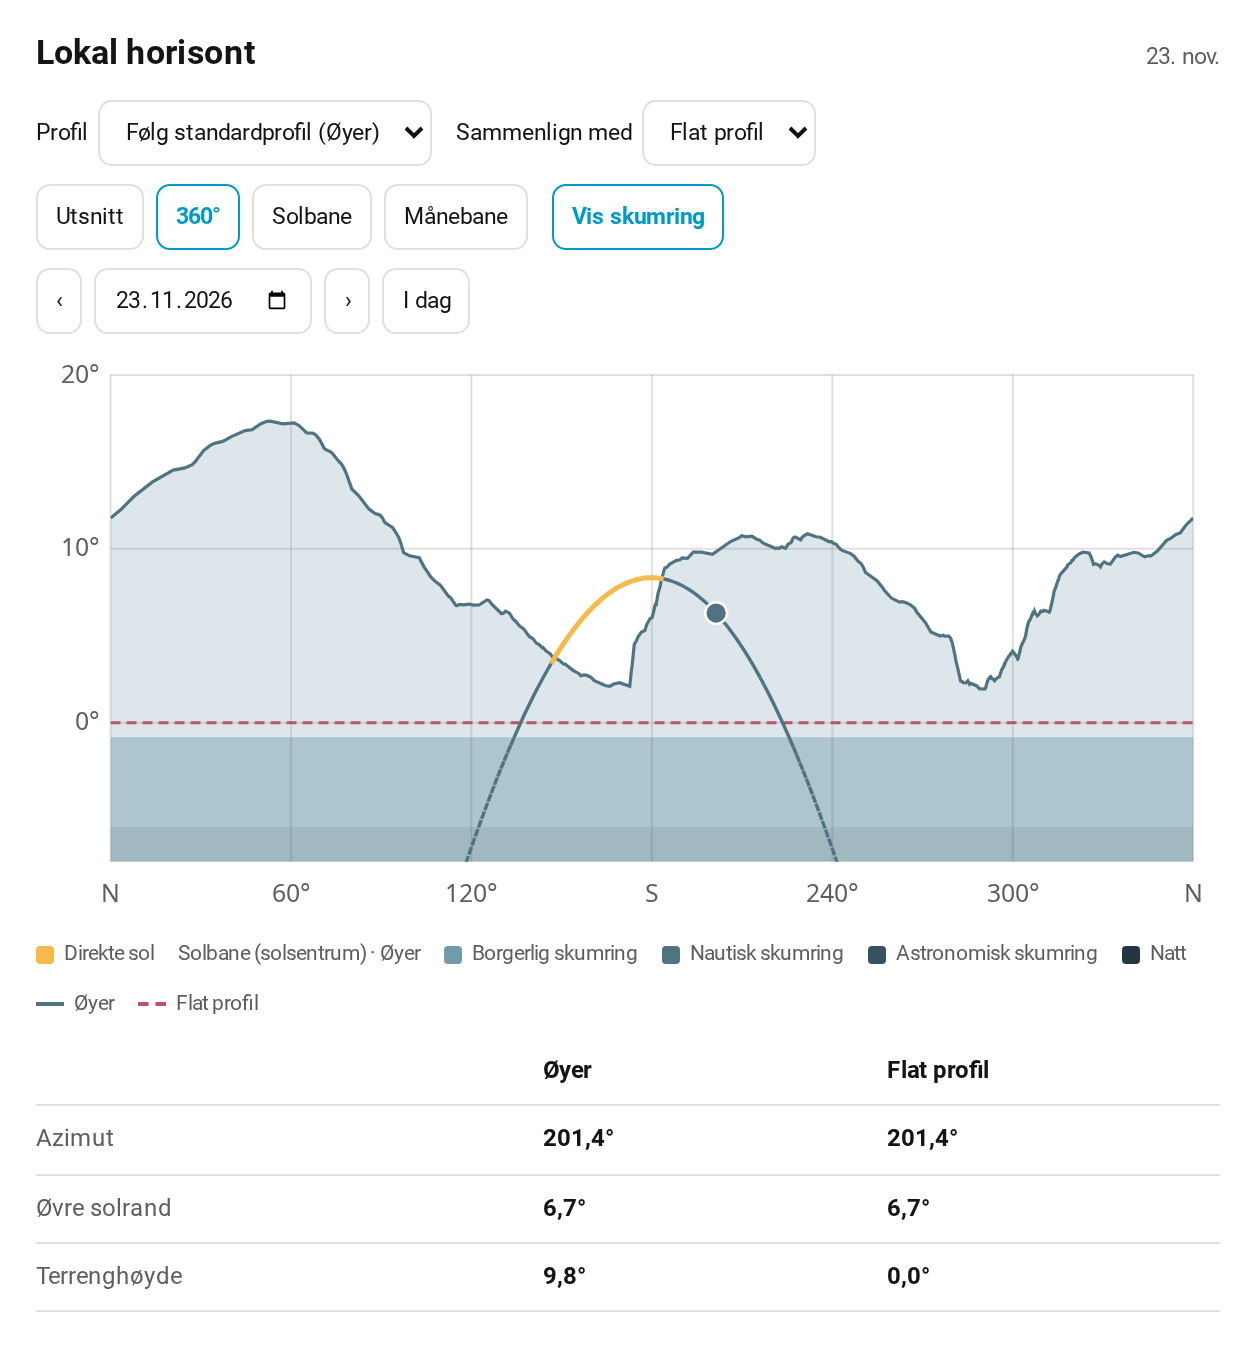 Lokal horisont
23. nov.
Profil Følg standardprofil (Øyer) Sammenlign med Flat profil
Utsnitt 360° Solbane Månebane Vis skumring
‹ 23.11.2026 › I dag
20°
10°
0°
N 60° 120° S 240° 300° N
Direkte sol Solbane (solsentrum) · Øyer Borgerlig skumring Nautisk skumring Astronomisk skumring Natt
Øyer Flat profil
Øyer Flat profil
Azimut 201,4° 201,4°
Øvre solrand 6,7° 6,7°
Terrenghøyde 9,8° 0,0°